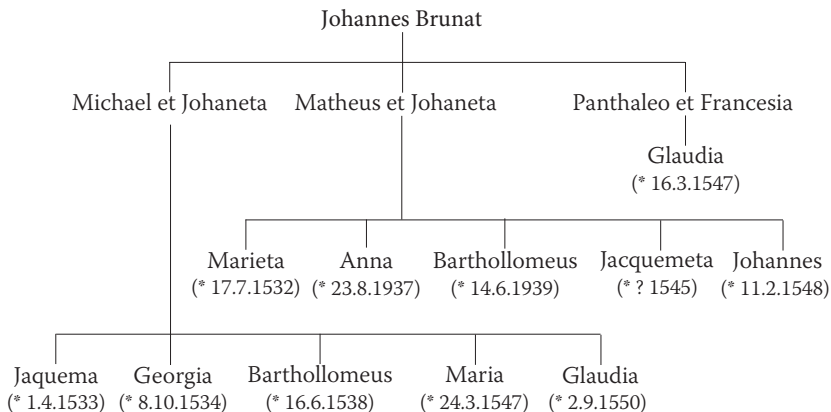 Johannes Brunat
Michael et Johaneta Matheus et Johaneta Panthaleo et Francesia
Glaudia
(* 16.3.1547)
Marieta Anna Barthollomeus Jacquemeta Johannes
(* 17.7.1532) (* 23.8.1937) (* 14.6.1939) (* ? 1545) (* 11.2.1548)
Jaquema Georgia Barthollomeus Maria Glaudia
(* 1.4.1533) (* 8.10.1534) (* 16.6.1538) (* 24.3.1547) (* 2.9.1550)